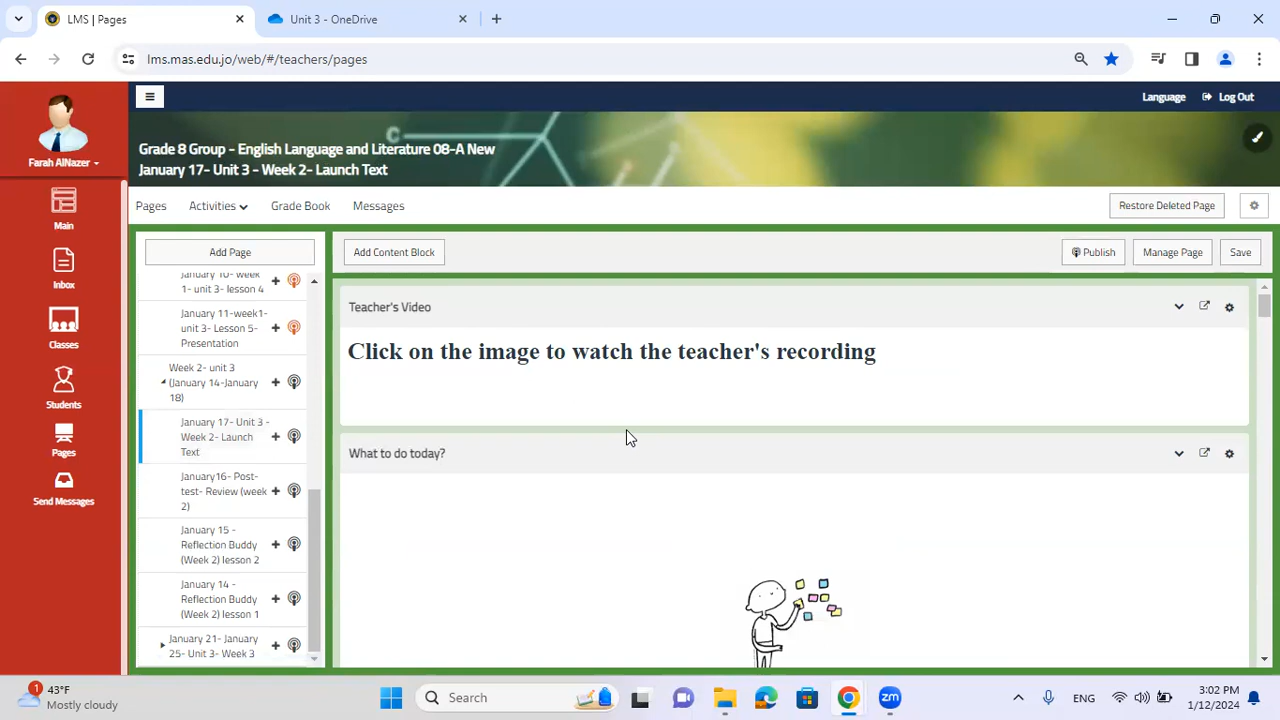 LMS | Pages
Unit 3 - OneDrive
lms.mas.edu.jo/web/#/teachers/pages
Language
Log Out
Farah AlNazer
Grade 8 Group - English Language and Literature 08-A New
January 17- Unit 3 - Week 2- Launch Text
Pages
Activities
Grade Book
Messages
Restore Deleted Page
Main
Inbox
Classes
Students
Pages
Send Messages
Add Page
January 10- week
1- unit 3- lesson 4
January 11-week1-
unit 3- Lesson 5-
Presentation
Week 2- unit 3
(January 14-January
18)
January 17- Unit 3 -
Week 2- Launch
Text
January16- Post-
test- Review (week
2)
January 15 -
Reflection Buddy
(Week 2) lesson 2
January 14 -
Reflection Buddy
(Week 2) lesson 1
January 21- January
25- Unit 3- Week 3
Add Content Block
Publish
Manage Page
Save
Teacher's Video
Click on the image to watch the teacher's recording
What to do today?
1
43°F
Mostly cloudy
Search
zm
ENG
3:02 PM
1/12/2024